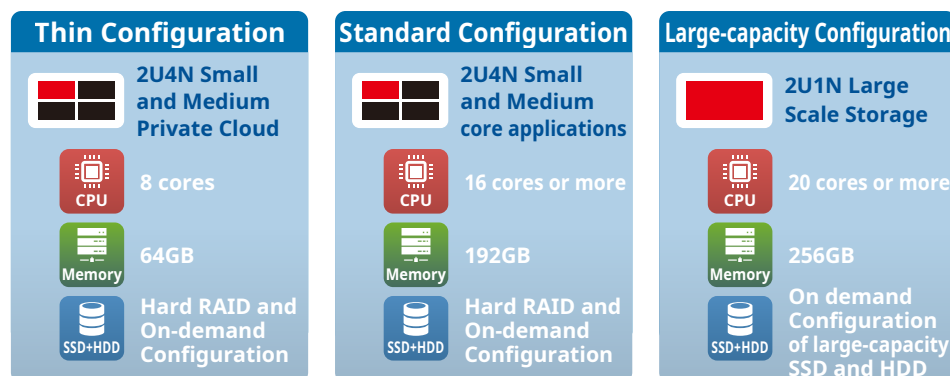 Thin Configuration
2U4N Small
and Medium
Private Cloud
CPU
8 cores
Memory
64GB
SSD+HDD
Hard RAID and
On-demand
Configuration
Standard Configuration
2U4N Small
and Medium
core applications
CPU
16 cores or more
Memory
192GB
SSD+HDD
Hard RAID and
On-demand
Configuration
Large-capacity Configuration
2U1N Large
Scale Storage
CPU
20 cores or more
Memory
256GB
SSD+HDD
On demand
Configuration
of large-capacity
SSD and HDD